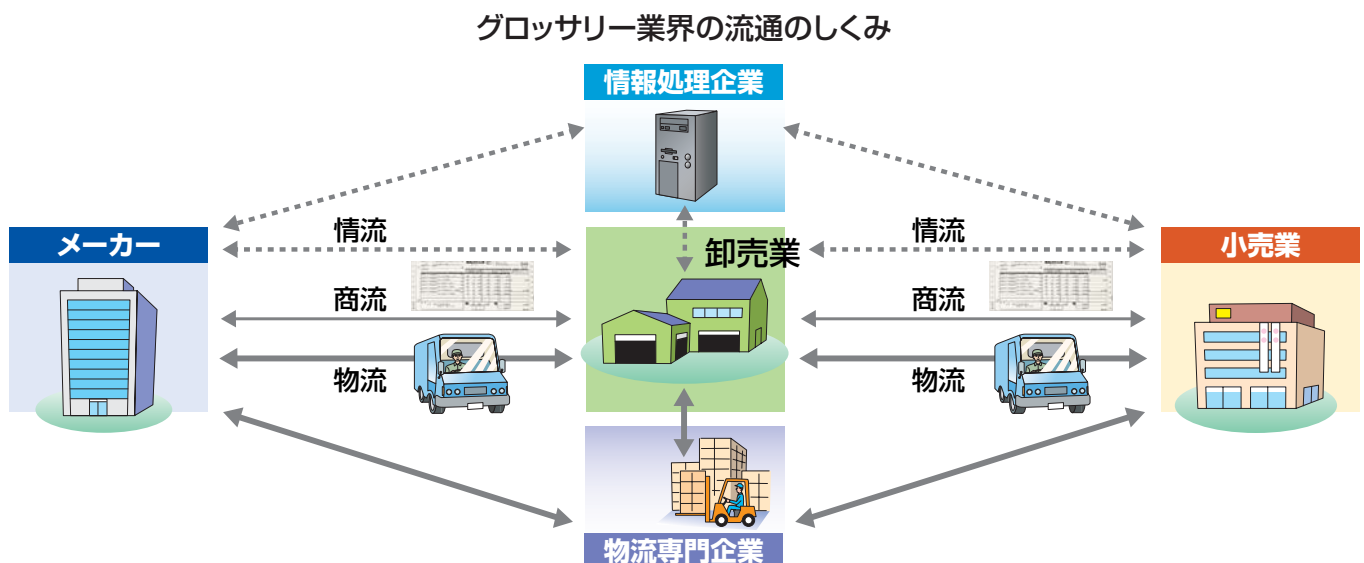 グロッサリー業界の流通のしくみ
情報処理企業
メーカー
情流
卸売業
情流
小売業
商流
商流
物流
物流
物流専門企業